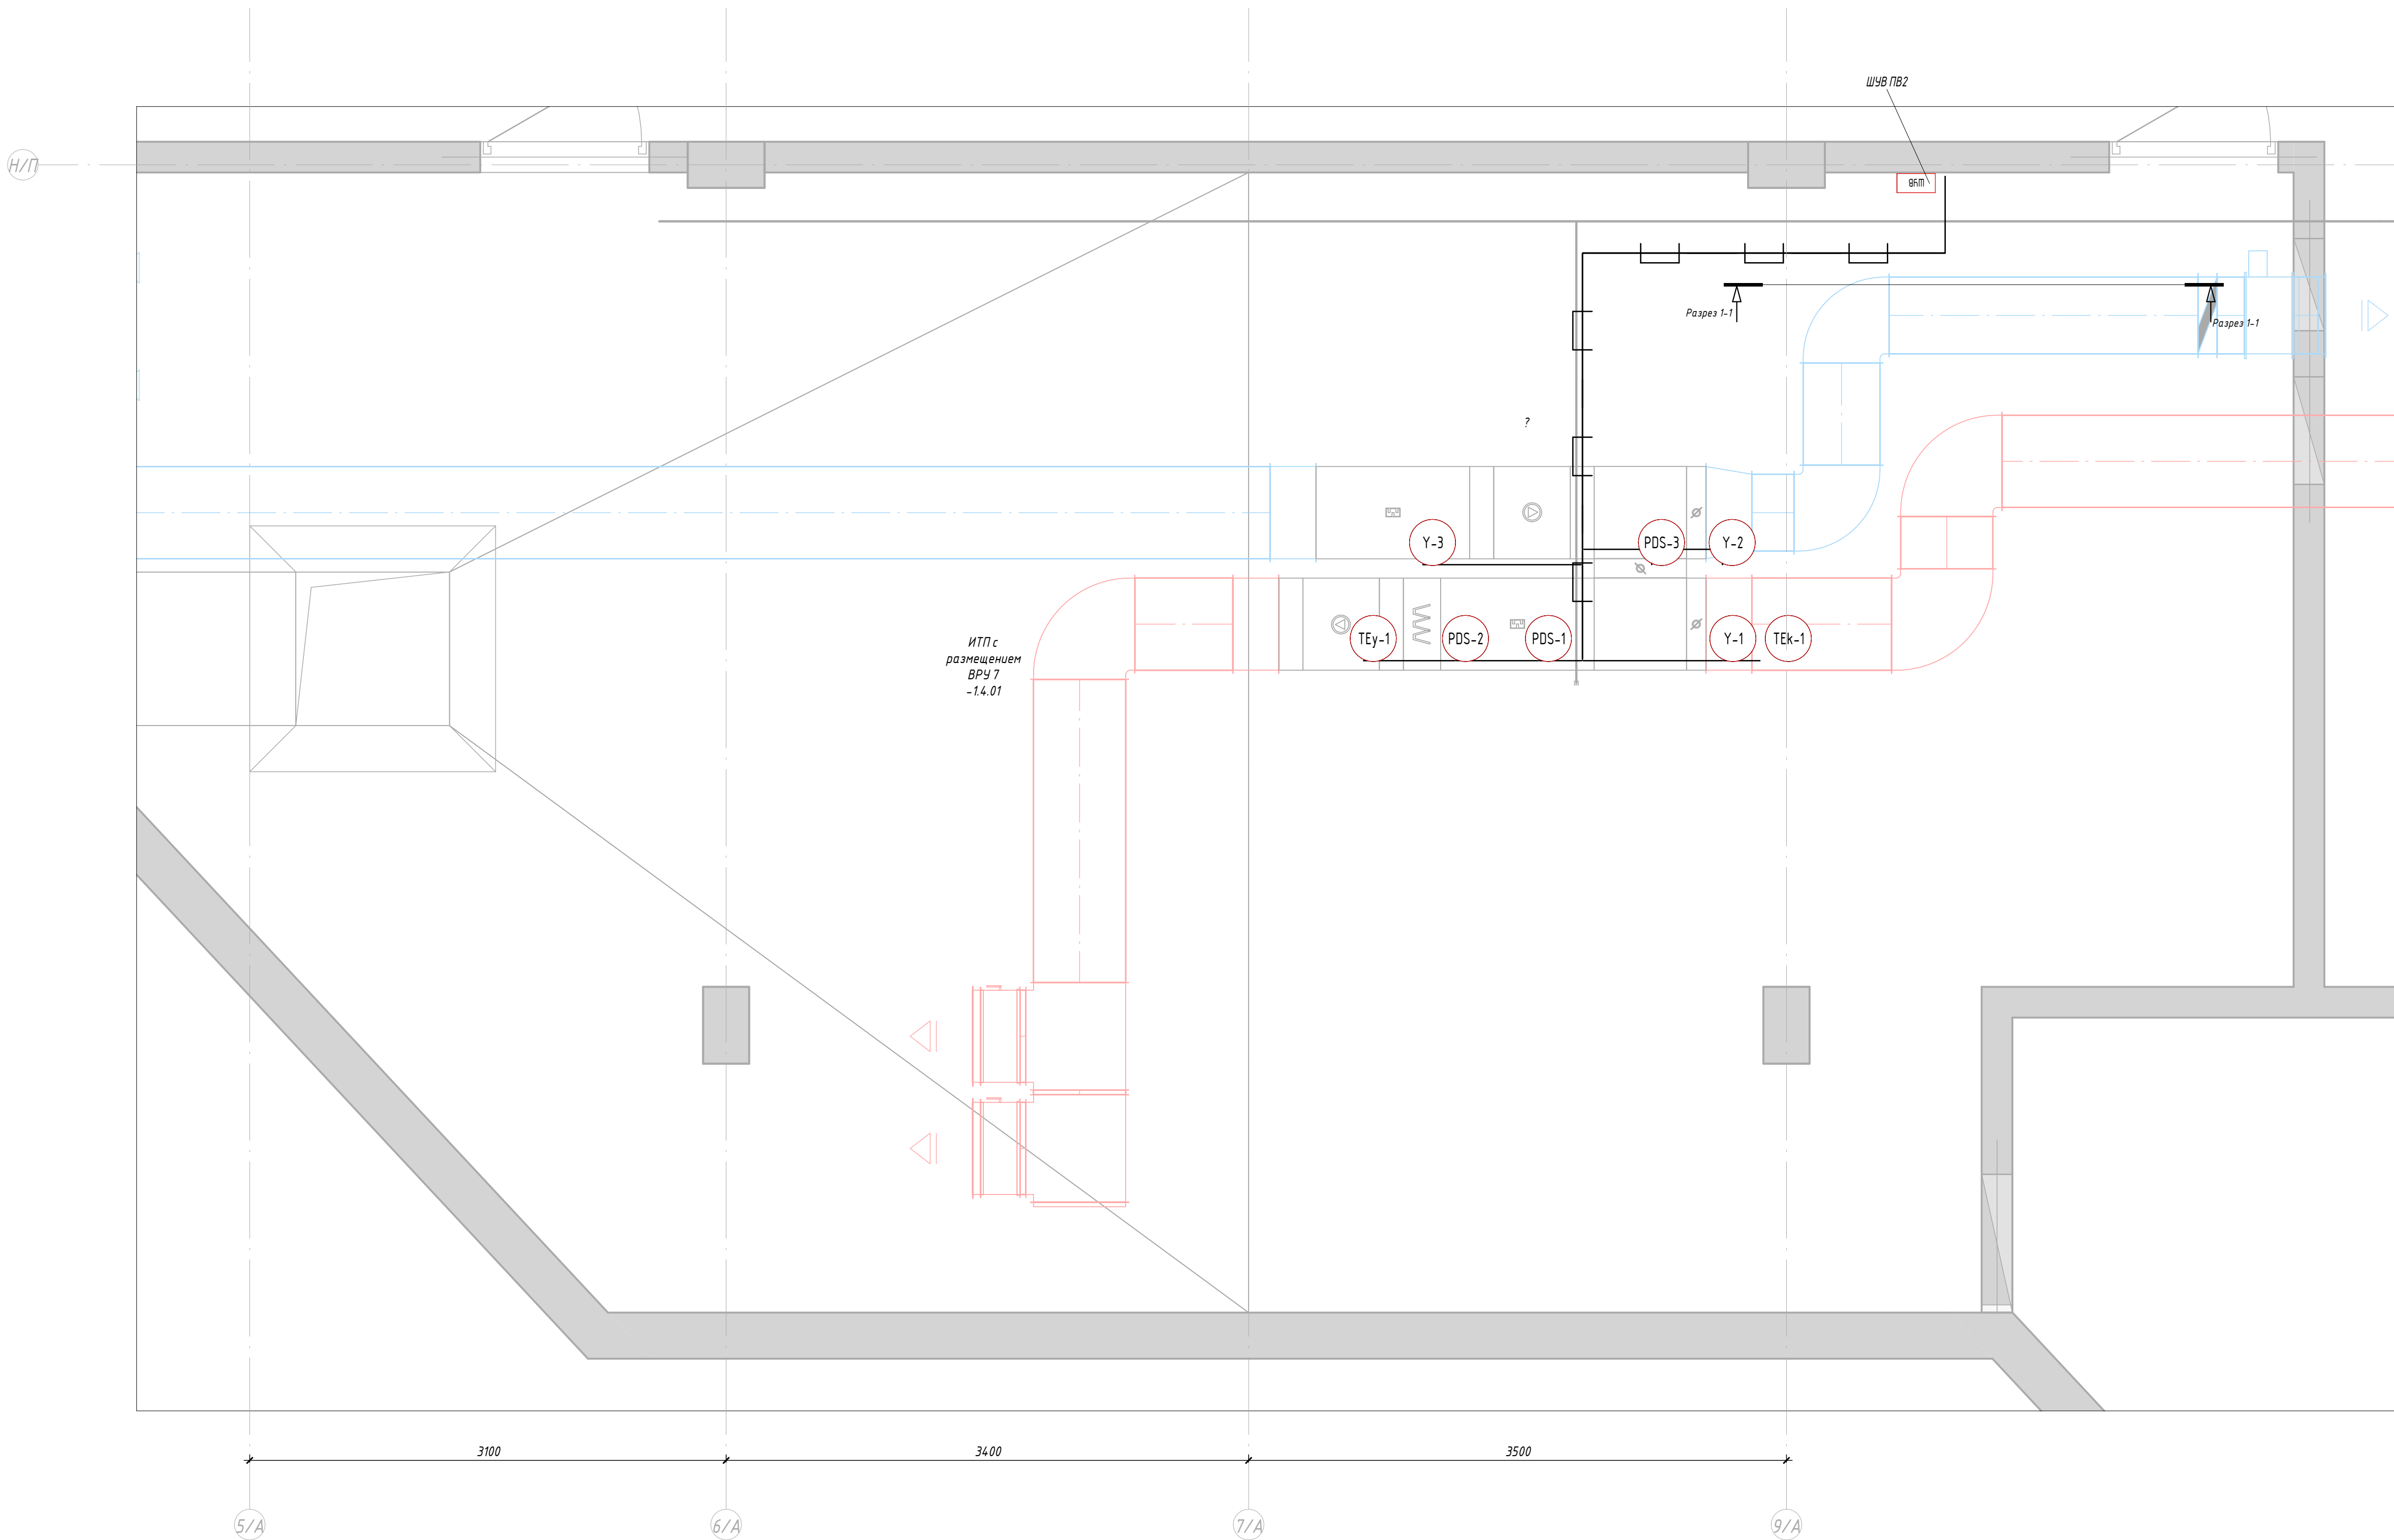 ШУВ ПВ2
Н/П
ШУВ
Разрез 1-1
Разрез 1-1
?
Y-3
PDS-3
Y-2
TEy-1
PDS-2
PDS-1
Y-1
TEk-1
ИТП с
размещением
ВРУ 7
-1.4.01
3100
3400
3500
5/А
6/А
7/А
9/А